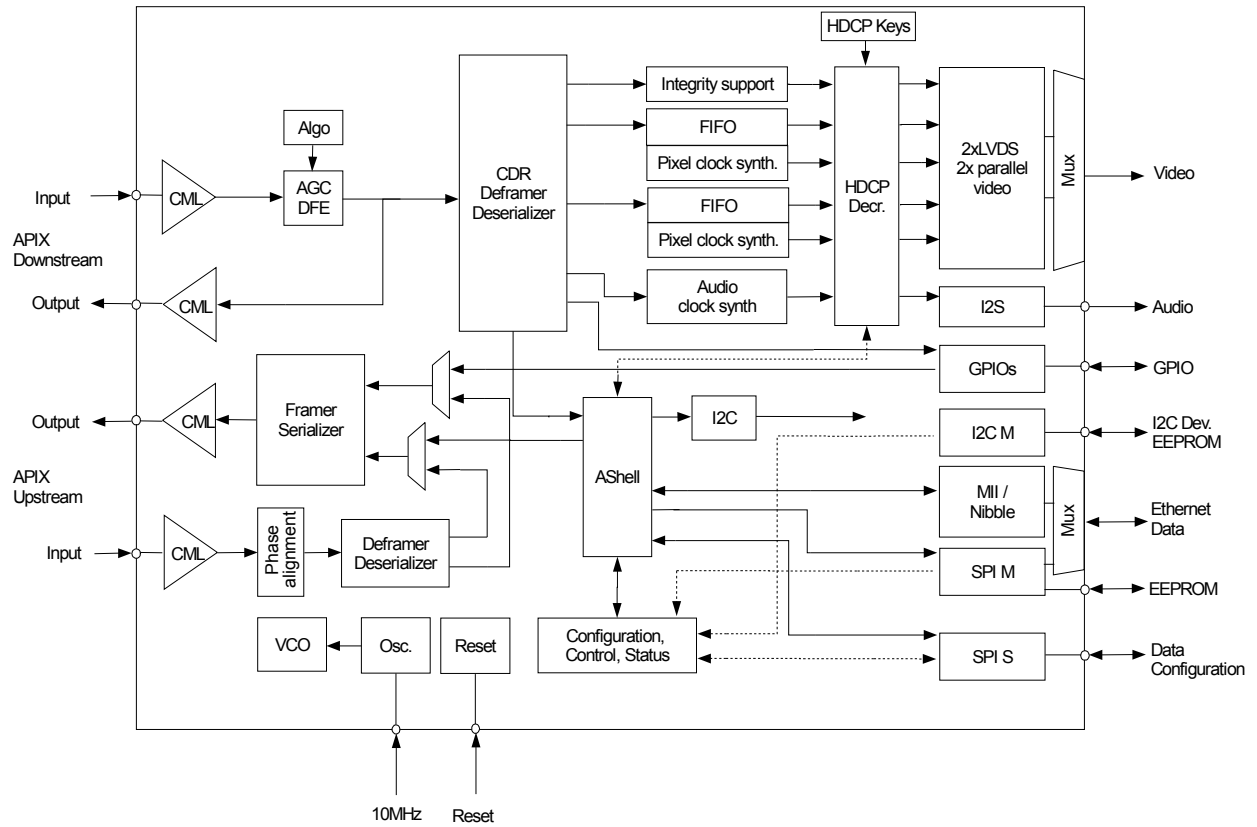 HDCP Keys
Integrity support
Algo
FIFO
Pixel clock synth.
CDR
Deframer
Deserializer
HDCP
Decr.
2xLVDS
2x parallel
video
Mux
Video
Input
CML
AGC
DFE
FIFO
Pixel clock synth.
APIX
Downstream
Output
CML
Audio
clock synth
I2S
Audio
GPIOs
GPIO
Output
CML
Framer
Serializer
I2C
I2C M
I2C Dev.
EEPROM
AShell
APIX
Upstream
MII /
Nibble
Mux
Ethernet
Data
Input
CML
Phase
alignment
Deframer
Deserializer
SPI M
EEPROM
VCO
Osc.
Reset
Configuration,
Control, Status
SPI S
Data
Configuration
10MHz
Reset